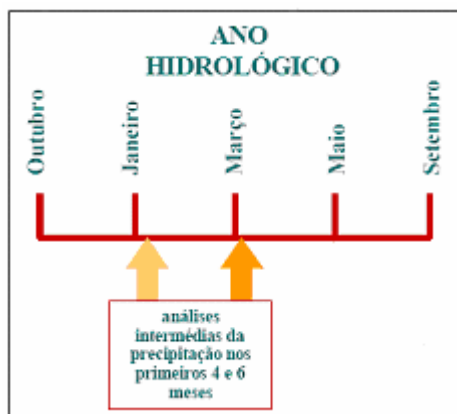 ANO
HIDROLÓGICO
Outubro
Janeiro
Março
Maio
Setembro
análises
intermédias da
precipitação nos
primeiros 4 e 6
meses